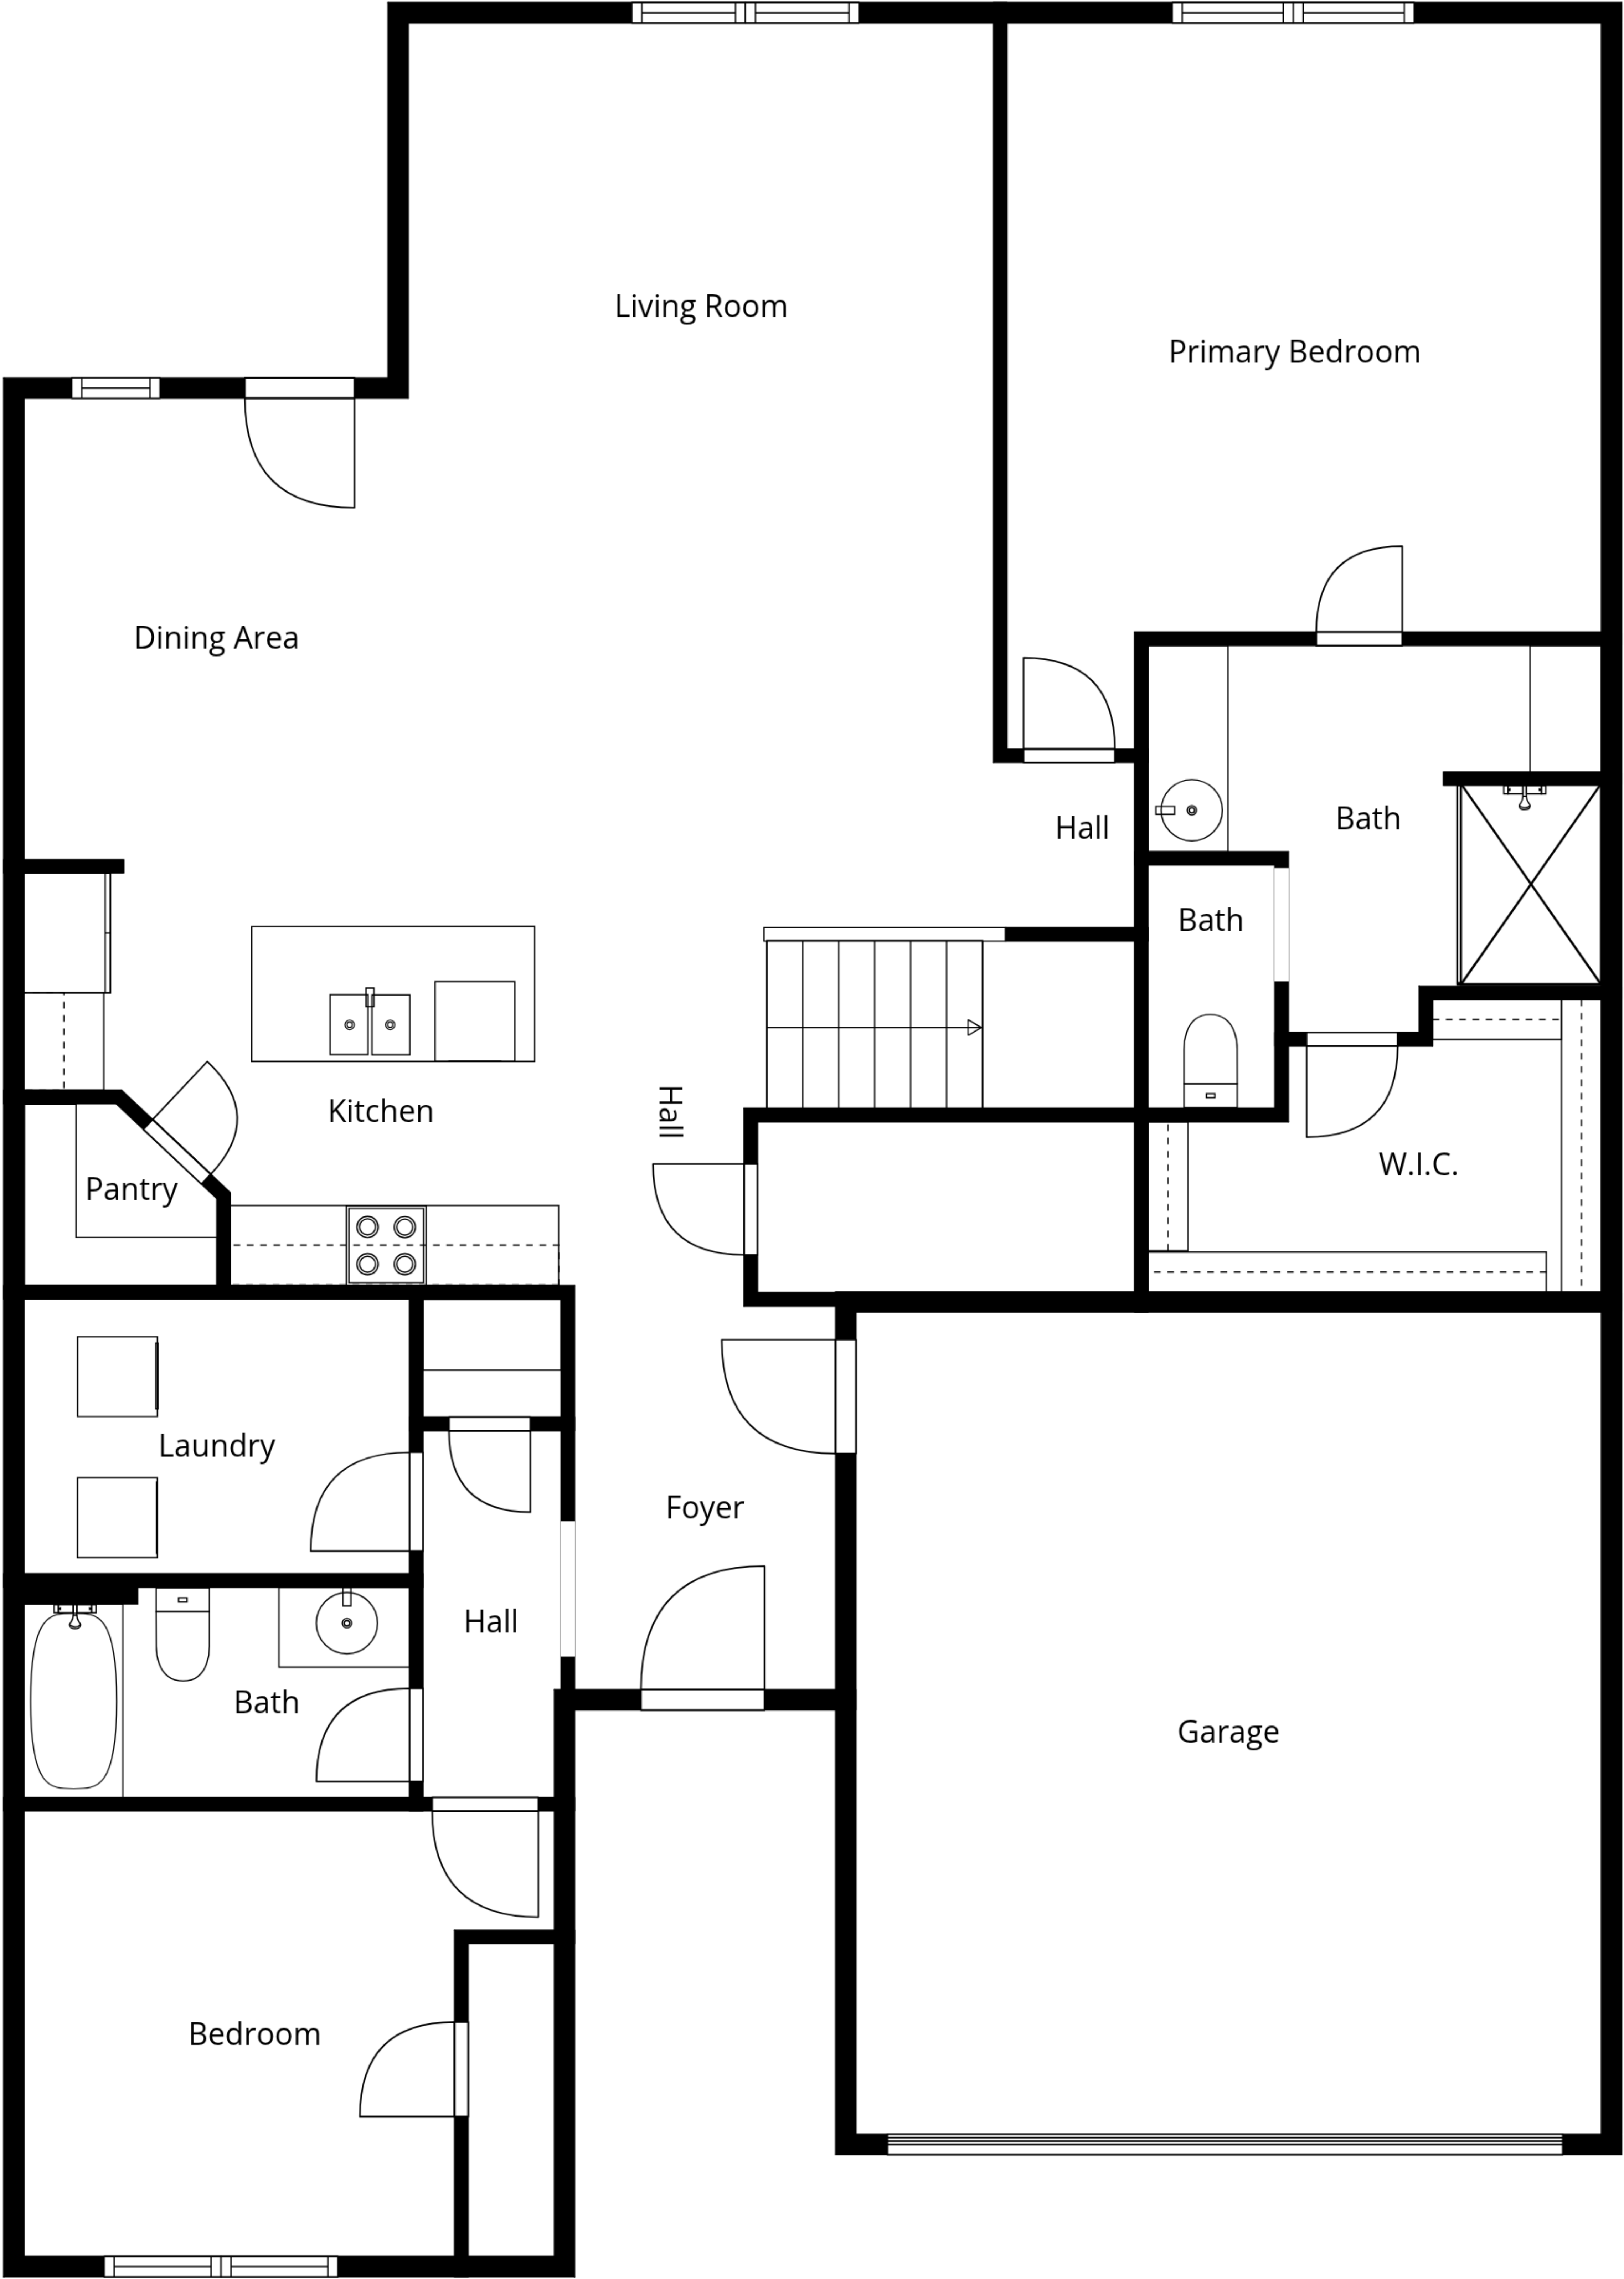 Living Room
Primary Bedroom
Dining Area
Bath
Hall
Bath
Hall
Kitchen
W.I.C.
Pantry
Laundry
Foyer
Hall
Bath
Garage
Bedroom